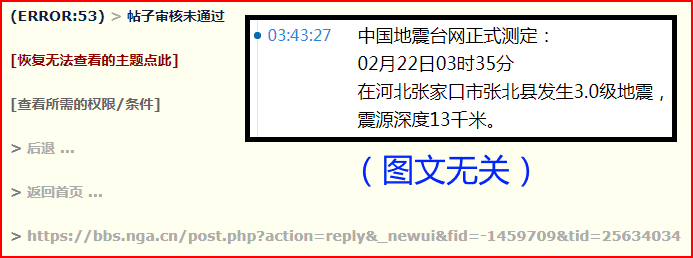 (ERROR:53) > 帖子审核未通过
[恢复无法查看的主题点此]
[查看所需的权限/条件]
> 后退 ...
> 返回首页 ...
> https://bbs.nga.cn/post.php?action=reply&_newui&fid=-1459709&tid=25634034
03:43:27 中国地震台网正式测定：
02月22日03时35分
在河北张家口市张北县发生3.0级地震，
震源深度13千米。
（图文无关）